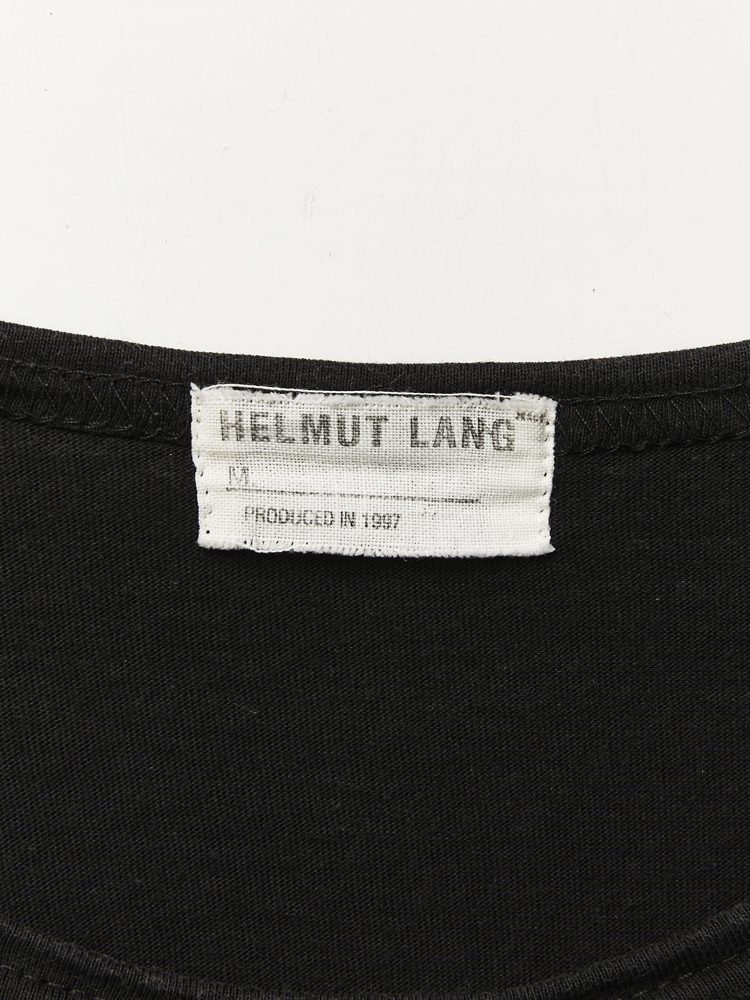 HELMUT LANG
M.
PRODUCED IN 1997